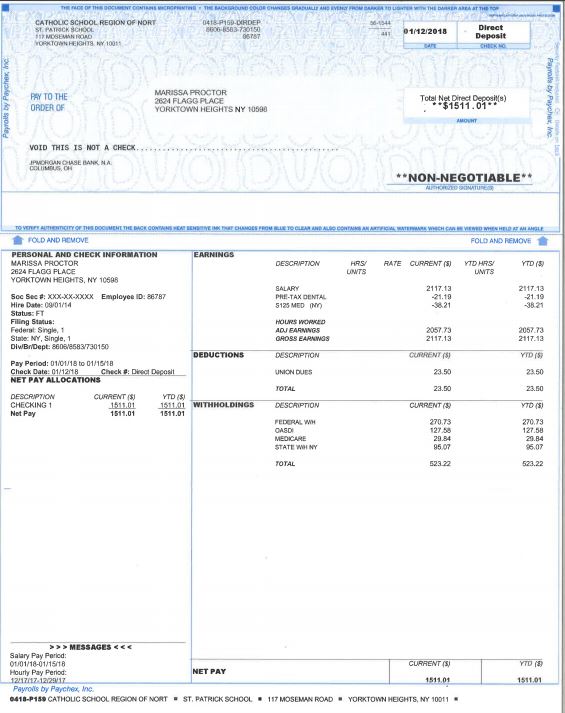 THE FACE OF THIS DOCUMENT CONTAINS MICROPRINTING • THE BACKGROUND COLOR CHANGES GRADUALLY AND EVENLY FROM DARKER TO LIGHTER WITH THE DARKER AREA AT THE TOP
CATHOLIC SCHOOL REGION OF NORT
ST. PATRICK SCHOOL
117 MOSEMAN ROAD
YORKTOWN HEIGHTS, NY 10011
0418-P159-DIRDEP
8606-8583-730150
86787
56-1544
441
01/12/2018
DATE
Direct
Deposit
CHECK NO.
Payrolls by Paychex, Inc.
Payrolls by Paychex, Inc.
PAY TO THE
ORDER OF
MARISSA PROCTOR
2624 FLAGG PLACE
YORKTOWN HEIGHTS NY 10598
Total Net Direct Deposit(s)
**$1511.01**
AMOUNT
VOID THIS IS NOT A CHECK........................................
JPMORGAN CHASE BANK, N.A.
COLUMBUS, OH
**NON-NEGOTIABLE**
AUTHORIZED SIGNATURE(S)
TO VERIFY AUTHENTICITY OF THIS DOCUMENT, THE BACK CONTAINS HEAT SENSITIVE INK THAT CHANGES FROM BLUE TO CLEAR AND ALSO CONTAINS AN ARTIFICIAL WATERMARK WHICH CAN BE VIEWED WHEN HELD AT AN ANGLE
FOLD AND REMOVE FOLD AND REMOVE
PERSONAL AND CHECK INFORMATION
MARISSA PROCTOR
2624 FLAGG PLACE
YORKTOWN HEIGHTS, NY 10598
Soc Sec #: XXX-XX-XXXX Employee ID: 86787
Hire Date: 09/01/14
Status: FT
Filing Status:
Federal: Single, 1
State: NY, Single, 1
Div/Br/Dept: 8606/8583/730150
Pay Period: 01/01/18 to 01/15/18
Check Date: 01/12/18 Check #: Direct Deposit
NET PAY ALLOCATIONS
DESCRIPTION CURRENT ($) YTD ($)
CHECKING 1 1511.01 1511.01
Net Pay 1511.01 1511.01
EARNINGS DESCRIPTION HRS/ UNITS RATE CURRENT ($) YTD HRS/ UNITS YTD ($)
SALARY 2117.13 2117.13
PRE-TAX DENTAL -21.19 -21.19
S125 MED (NY) -38.21 -38.21
HOURS WORKED
ADJ EARNINGS 2057.73 2057.73
GROSS EARNINGS 2117.13 2117.13
DEDUCTIONS DESCRIPTION CURRENT ($) YTD ($)
UNION DUES 23.50 23.50
TOTAL 23.50 23.50
WITHHOLDINGS DESCRIPTION CURRENT ($) YTD ($)
FEDERAL W/H 270.73 270.73
OASDI 127.58 127.58
MEDICARE 29.84 29.84
STATE W/H NY 95.07 95.07
TOTAL 523.22 523.22
>>> MESSAGES <<<
Salary Pay Period:
01/01/18-01/15/18
Hourly Pay Period:
12/17/17-12/29/17
NET PAY CURRENT ($) YTD ($)
1511.01 1511.01
Payrolls by Paychex, Inc.
0418-P159 CATHOLIC SCHOOL REGION OF NORT ▪ ST. PATRICK SCHOOL ▪ 117 MOSEMAN ROAD ▪ YORKTOWN HEIGHTS, NY 10011 ▪